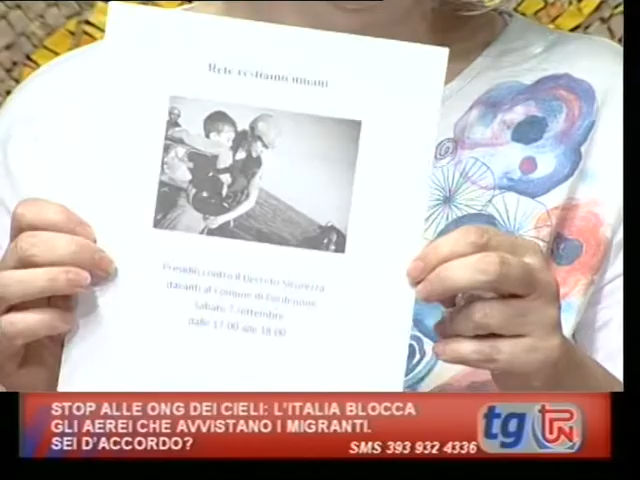 Rete restiamo umani
Presidio contro il Decreto Sicurezza
davanti al Comune di Pordenone
Sabato 7 settembre
dalle 17.00 alle 18.00
STOP ALLE ONG DEI CIELI: L'ITALIA BLOCCA
GLI AEREI CHE AVVISTANO I MIGRANTI.
SEI D'ACCORDO?
SMS 393 932 4336
tg TPN